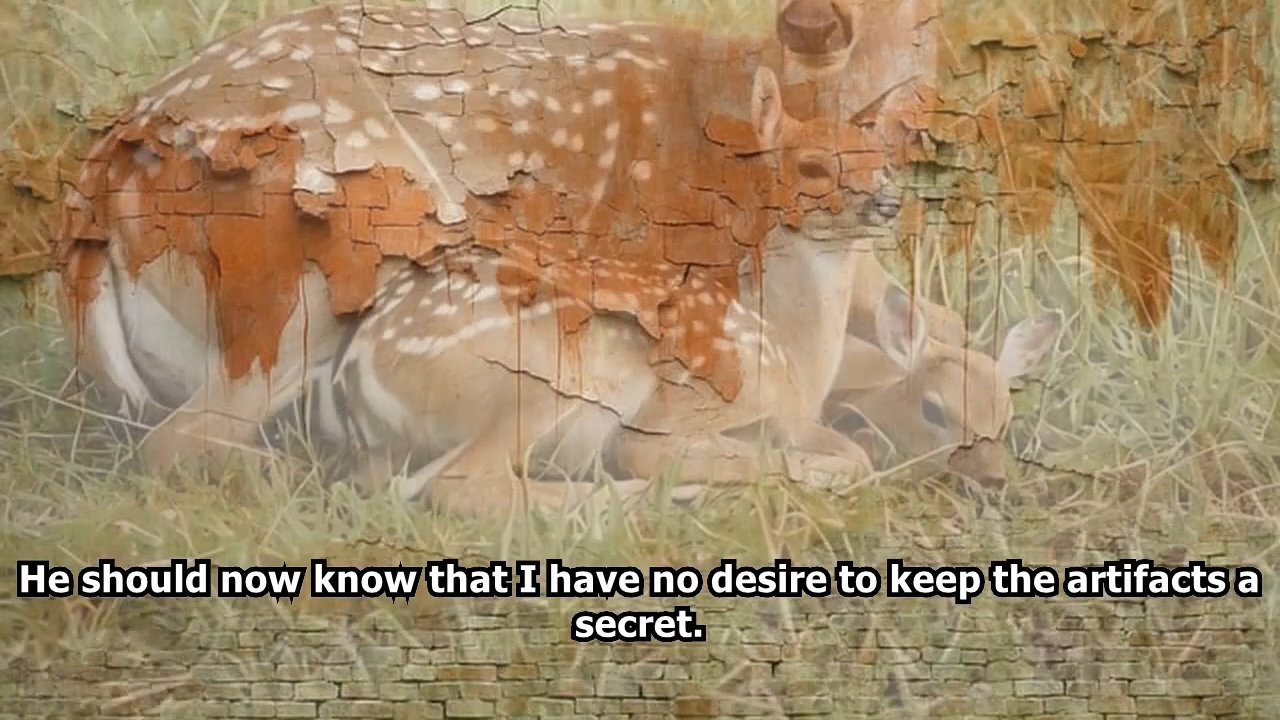 He should now know that I have no desire to keep the artifacts a
secret.